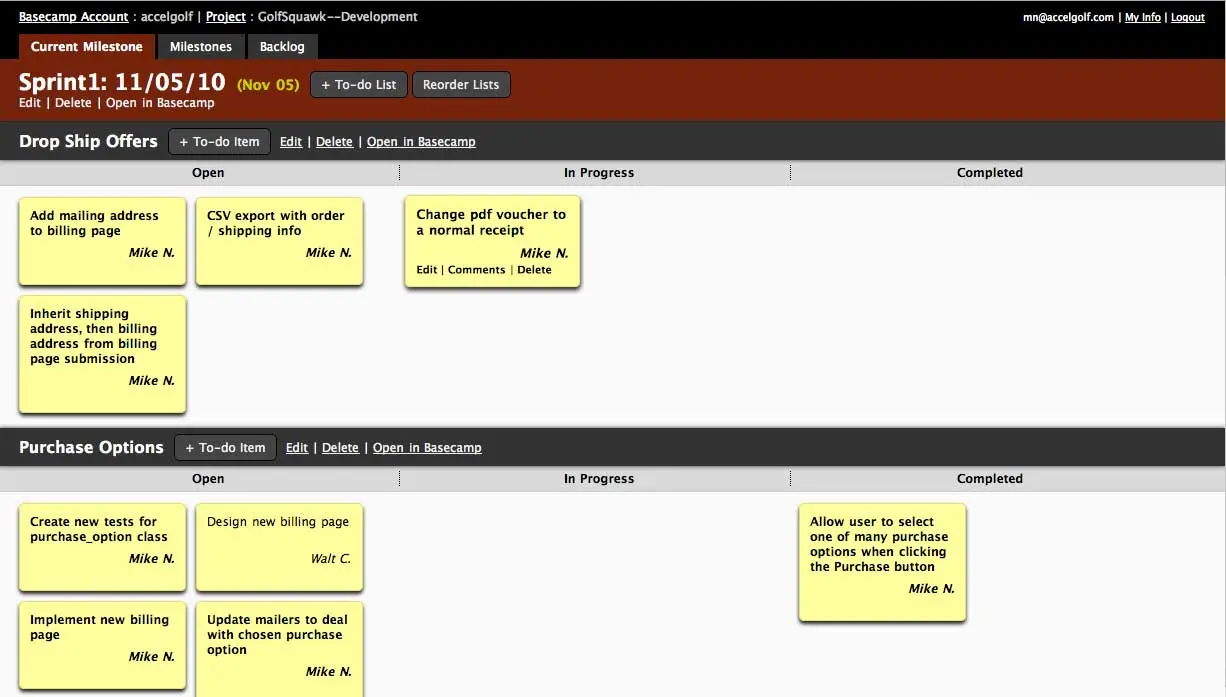 Basecamp Account : accelgolf | Project : GolfSquawk--Development
mn@accelgolf.com | My Info | Logout
Current Milestone
Milestones
Backlog
Sprint1: 11/05/10 (Nov 05)
+ To-do List
Reorder Lists
Edit | Delete | Open in Basecamp
Drop Ship Offers
+ To-do Item
Edit | Delete | Open in Basecamp
Open
In Progress
Completed
Add mailing address
to billing page
Mike N.
CSV export with order
/ shipping info
Mike N.
Change pdf voucher to
a normal receipt
Mike N.
Edit | Comments | Delete
Inherit shipping
address, then billing
address from billing
page submission
Mike N.
Purchase Options
+ To-do Item
Edit | Delete | Open in Basecamp
Open
In Progress
Completed
Create new tests for
purchase_option class
Mike N.
Design new billing page
Walt C.
Allow user to select
one of many purchase
options when clicking
the Purchase button
Mike N.
Implement new billing
page
Mike N.
Update mailers to deal
with chosen purchase
option
Mike N.